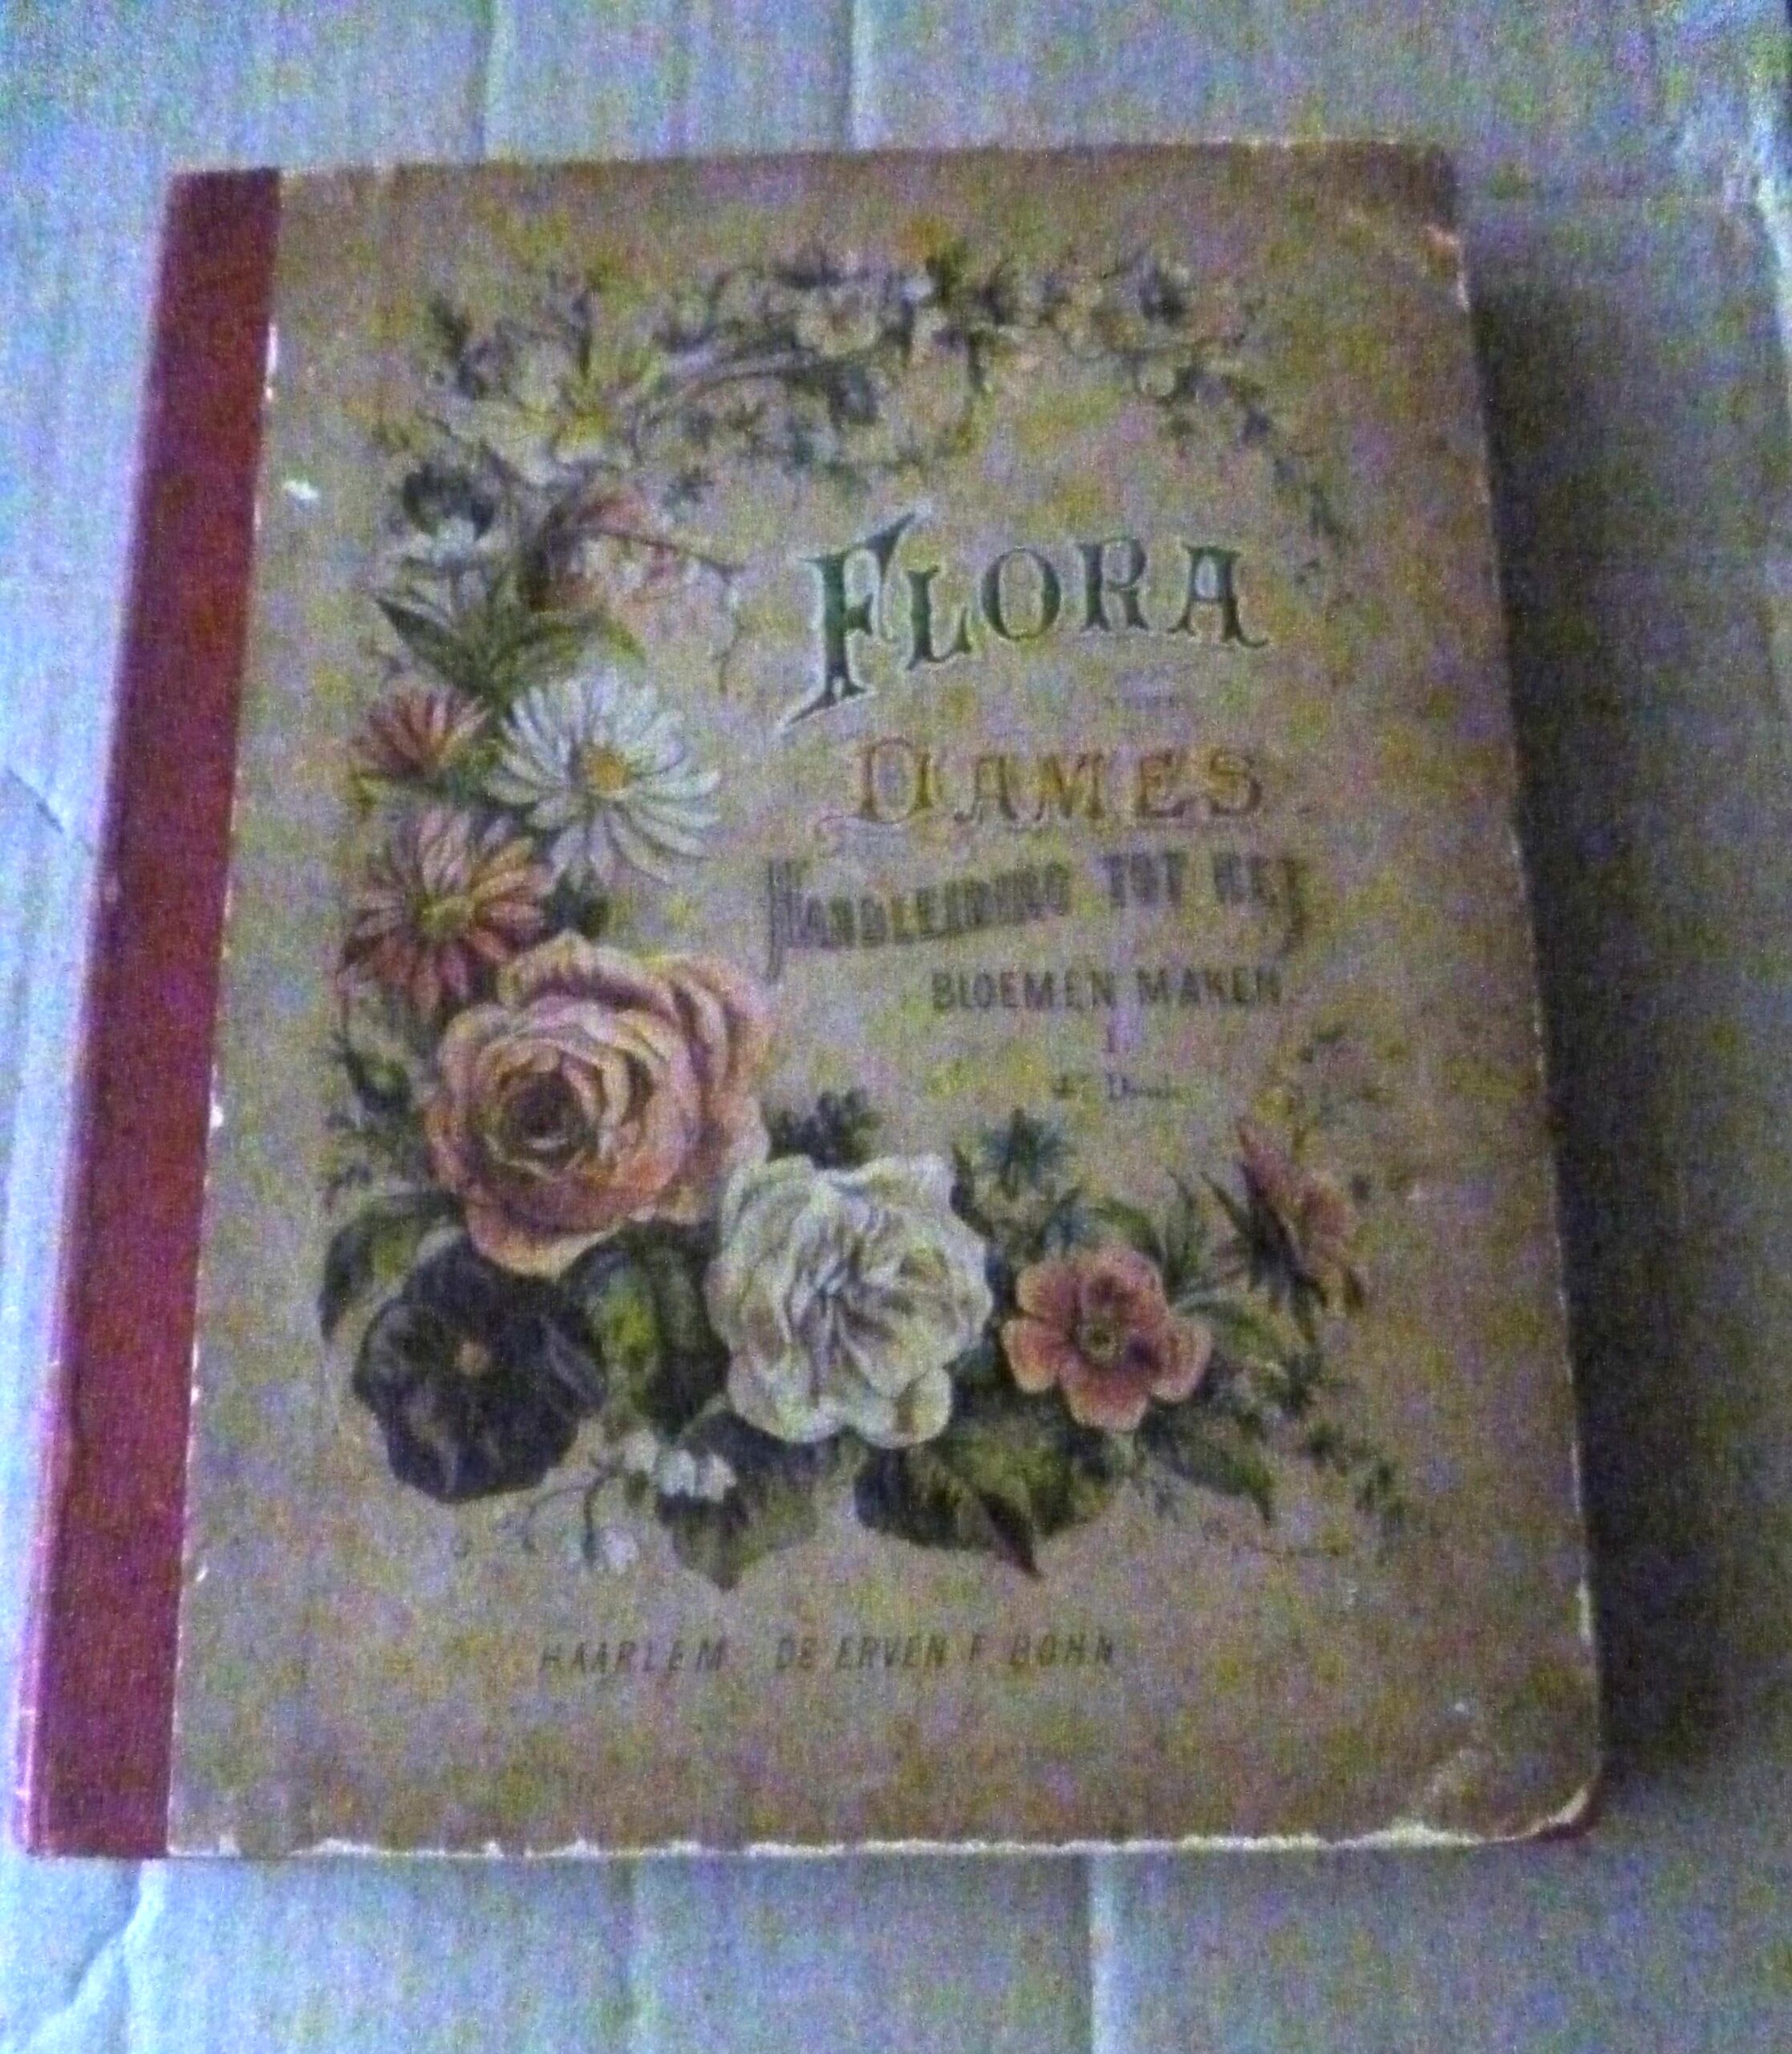 FLORA
DAMES
HANDLEIDING TOT HET
BLOEMEN MAKEN
HAARLEM DE ERVEN F. BOHN